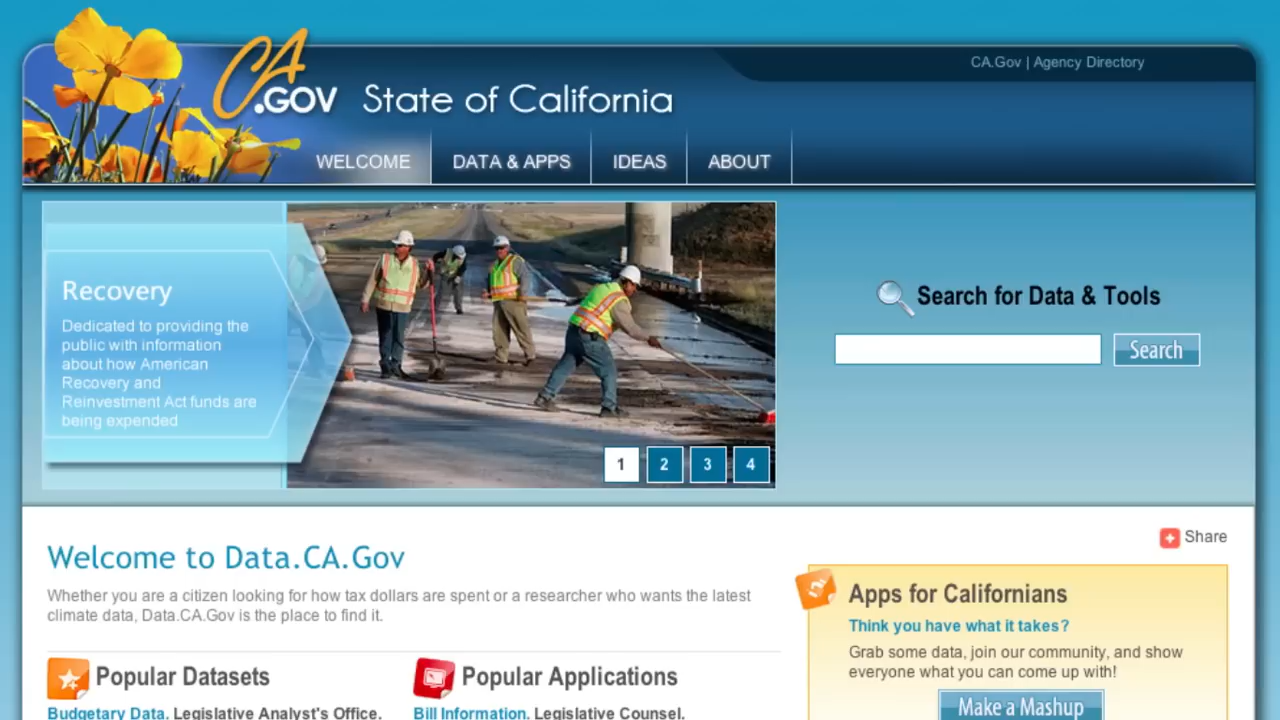 CA.Gov | Agency Directory
CA
.GOV State of California
WELCOME DATA & APPS IDEAS ABOUT
Recovery
Dedicated to providing the
public with information
about how American
Recovery and
Reinvestment Act funds are
being expended
1 2 3 4
Search for Data & Tools
Search
Share
Welcome to Data.CA.Gov
Whether you are a citizen looking for how tax dollars are spent or a researcher who wants the latest
climate data, Data.CA.Gov is the place to find it.
Popular Datasets
Budgetary Data. Legislative Analyst's Office.
Popular Applications
Bill Information. Legislative Counsel.
Apps for Californians
Think you have what it takes?
Grab some data, join our community, and show
everyone what you can come up with!
Make a Mashup